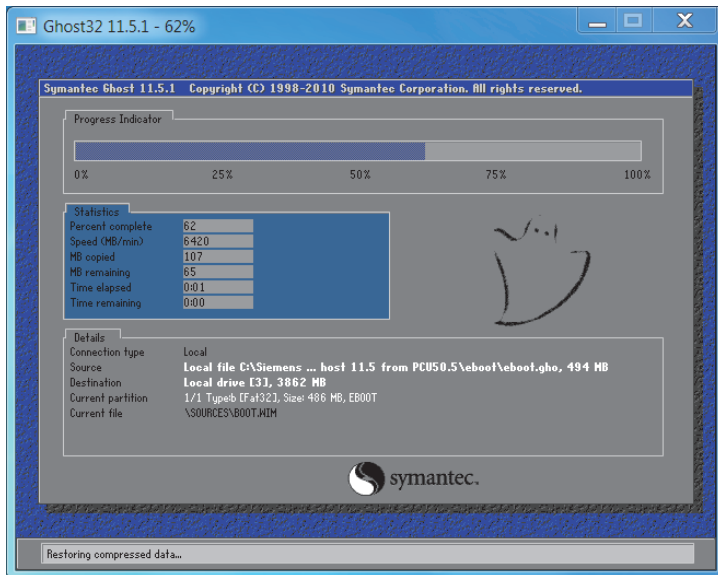 Ghost32 11.5.1 - 62%
Symantec Ghost 11.5.1 Copyright (C) 1998-2010 Symantec Corporation. All rights reserved.
Progress Indicator
0% 25% 50% 75% 100%
Statistics
Percent complete 62
Speed (MB/min) 6420
MB copied 107
MB remaining 65
Time elapsed 0:01
Time remaining 0:00
Details
Connection type Local
Source Local file C:\Siemens ... host 11.5 from PCU50.5\eboot\eboot.gho, 494 MB
Destination Local drive [3], 3862 MB
Current partition 1/1 Type:b [Fat32], Size: 486 MB, EBOOT
Current file \SOURCES\BOOT.WIM
symantec.
Restoring compressed data...